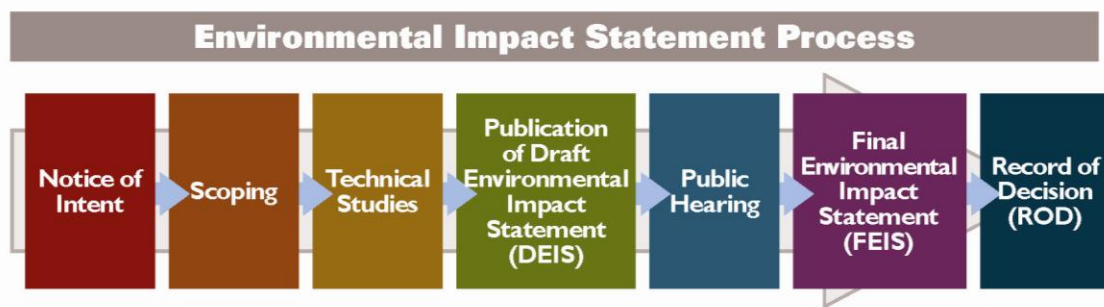 Environmental Impact Statement Process
Notice of
Intent
Scoping
Technical
Studies
Publication
of Draft
Environmental
Impact
Statement
(DEIS)
Public
Hearing
Final
Environmental
Impact
Statement
(FEIS)
Record of
Decision
(ROD)